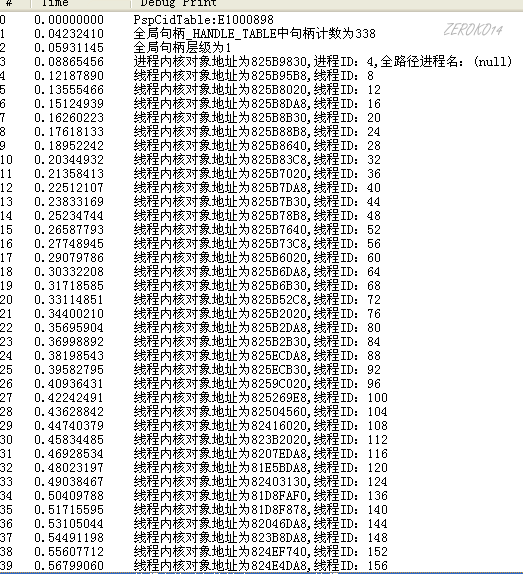 # Time Debug Print
0 0.00000000 PspCidTable:E1000898
1 0.04232410 全局句柄_HANDLE_TABLE中句柄计数为338
2 0.05931145 全局句柄层级为1
3 0.08865456 进程内核对象地址为825B9830,进程ID: 4,全路径进程名: (null)
4 0.12187890 线程内核对象地址为825B95B8,线程ID: 8
5 0.13555466 线程内核对象地址为825B8020,线程ID: 12
6 0.15124939 线程内核对象地址为825B8DA8,线程ID: 16
7 0.16260223 线程内核对象地址为825B8B30,线程ID: 20
8 0.17618133 线程内核对象地址为825B88B8,线程ID: 24
9 0.18952242 线程内核对象地址为825B8640,线程ID: 28
10 0.20344932 线程内核对象地址为825B83C8,线程ID: 32
11 0.21358413 线程内核对象地址为825B7020,线程ID: 36
12 0.22512107 线程内核对象地址为825B7DA8,线程ID: 40
13 0.23833169 线程内核对象地址为825B7B30,线程ID: 44
14 0.25234744 线程内核对象地址为825B78B8,线程ID: 48
15 0.26587793 线程内核对象地址为825B7640,线程ID: 52
16 0.27748945 线程内核对象地址为825B73C8,线程ID: 56
17 0.29079786 线程内核对象地址为825B6020,线程ID: 60
18 0.30332208 线程内核对象地址为825B6DA8,线程ID: 64
19 0.31718585 线程内核对象地址为825B6B30,线程ID: 68
20 0.33114851 线程内核对象地址为825B52C8,线程ID: 72
21 0.34400210 线程内核对象地址为825B2020,线程ID: 76
22 0.35695904 线程内核对象地址为825B2DA8,线程ID: 80
23 0.36998892 线程内核对象地址为825B2B30,线程ID: 84
24 0.38198543 线程内核对象地址为825ECDA8,线程ID: 88
25 0.39582795 线程内核对象地址为825ECB30,线程ID: 92
26 0.40936431 线程内核对象地址为8259C020,线程ID: 96
27 0.42242491 线程内核对象地址为825269E8,线程ID: 100
28 0.43628842 线程内核对象地址为82504560,线程ID: 104
29 0.44740379 线程内核对象地址为82416020,线程ID: 108
30 0.45834485 线程内核对象地址为823B2020,线程ID: 112
31 0.46928534 线程内核对象地址为8207EDA8,线程ID: 116
32 0.48023197 线程内核对象地址为81E5BDA8,线程ID: 120
33 0.49038467 线程内核对象地址为82403130,线程ID: 124
34 0.50409788 线程内核对象地址为81D8FAF0,线程ID: 136
35 0.51715595 线程内核对象地址为81D8F878,线程ID: 140
36 0.53105044 线程内核对象地址为82046DA8,线程ID: 144
37 0.54491198 线程内核对象地址为823B8DA8,线程ID: 148
38 0.55607712 线程内核对象地址为824EF740,线程ID: 152
39 0.56799060 线程内核对象地址为824E4DA8,线程ID: 156
ZEROKO14